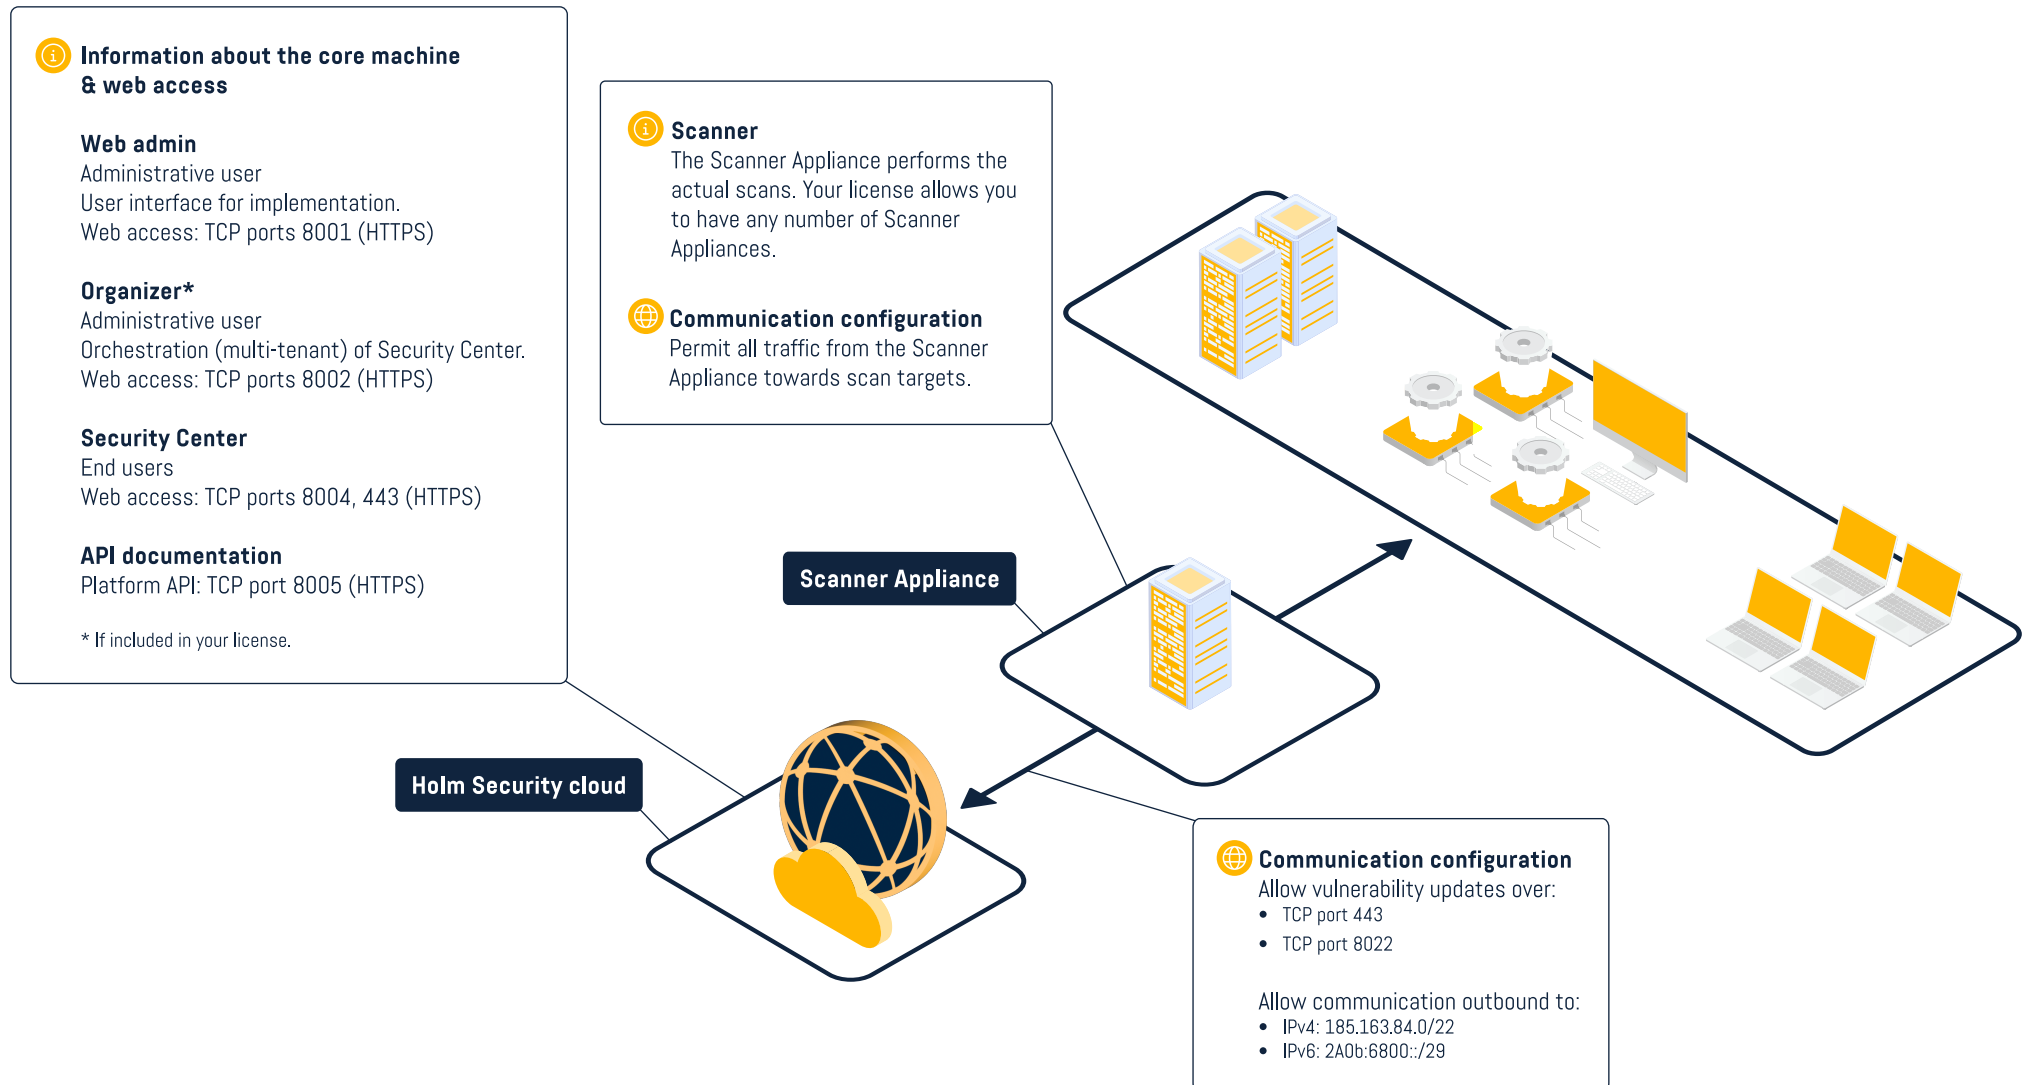 Information about the core machine
& web access
Web admin
Administrative user
User interface for implementation.
Web access: TCP ports 8001 (HTTPS)
Organizer*
Administrative user
Orchestration (multi-tenant) of Security Center.
Web access: TCP ports 8002 (HTTPS)
Security Center
End users
Web access: TCP ports 8004, 443 (HTTPS)
API documentation
Platform API: TCP port 8005 (HTTPS)
* If included in your license.
Scanner
The Scanner Appliance performs the
actual scans. Your license allows you
to have any number of Scanner
Appliances.
Communication configuration
Permit all traffic from the Scanner
Appliance towards scan targets.
Scanner Appliance
Holm Security cloud
Communication configuration
Allow vulnerability updates over:
• TCP port 443
• TCP port 8022
Allow communication outbound to:
• IPv4: 185.163.84.0/22
• IPv6: 2A0b:6800::/29